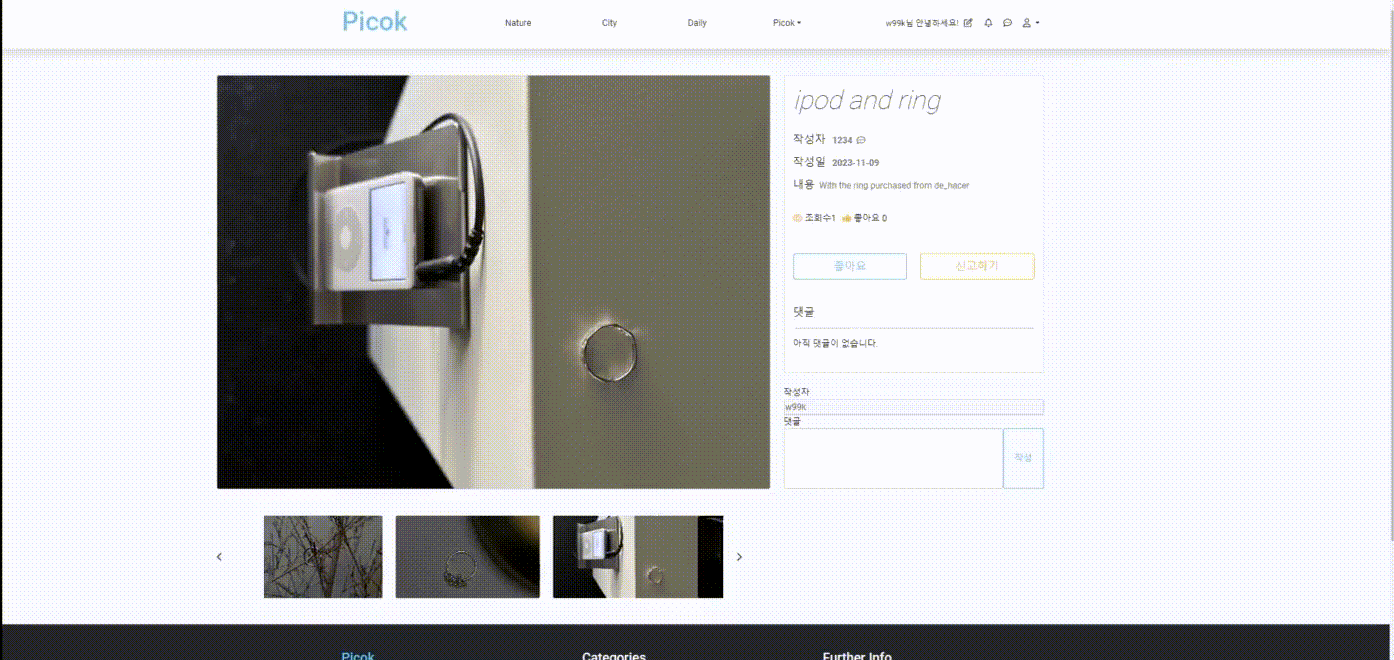 Picok
Nature
City
Daily
Picok
w99k님 안녕하세요!
ipod and ring
작성자 1234
작성일 2023-11-09
내용 With the ring purchased from de_hacer
조회수1 좋아요 0
좋아요
신고하기
댓글
아직 댓글이 없습니다.
작성자
w99k
댓글
작성
Picok
Categories
Further Info